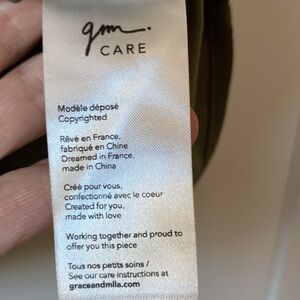 gm.
CARE
Modèle déposé
Copyrighted
Rêvé en France,
fabriqué en Chine
Dreamed in France,
made in China
Créé pour vous,
confectionné avec le coeur
Created for you,
made with love
Working together and proud to
offer you this piece
Tous nos petits soins /
See our care instructions at
graceandmila.com